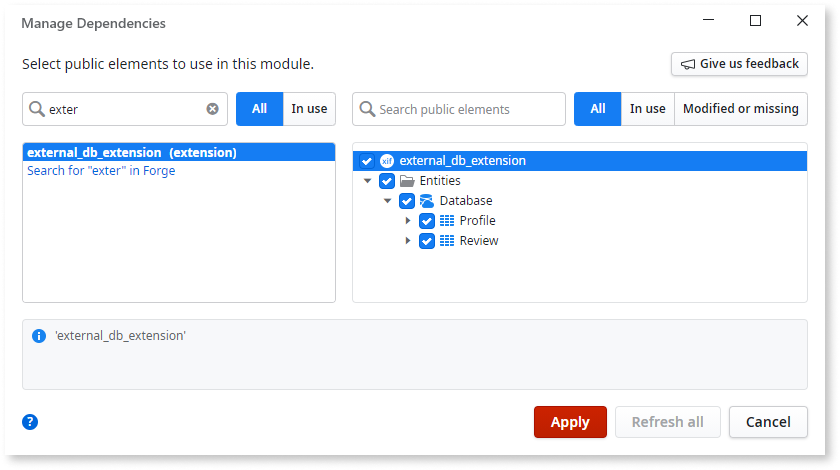 Manage Dependencies
Select public elements to use in this module.
Give us feedback
exter
All
In use
Search public elements
All
In use
Modified or missing
external_db_extension (extension)
Search for "exter" in Forge
xif external_db_extension
Entities
Database
Profile
Review
'external_db_extension'
?
Apply
Refresh all
Cancel